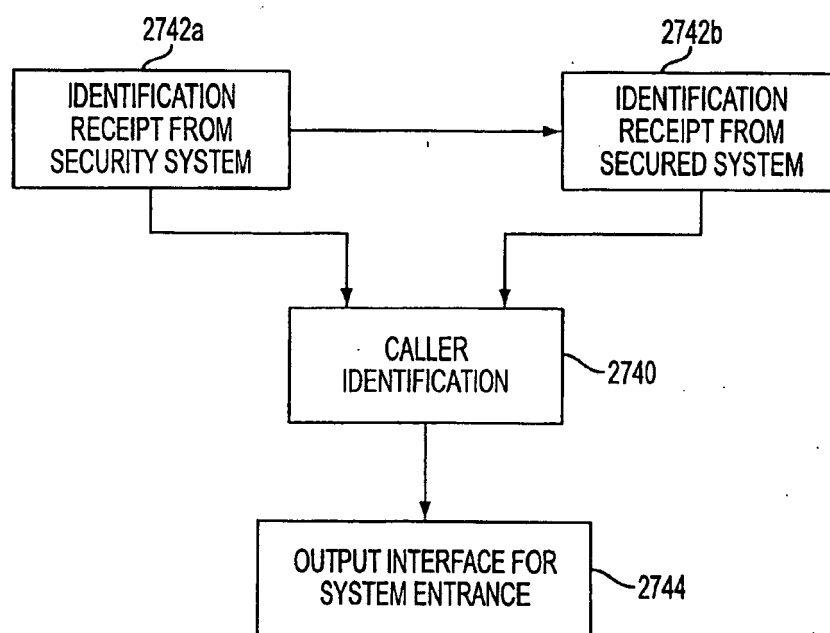 2742a
2742b
IDENTIFICATION
RECEIPT FROM
SECURITY SYSTEM
IDENTIFICATION
RECEIPT FROM
SECURED SYSTEM
CALLER
IDENTIFICATION
2740
OUTPUT INTERFACE FOR
SYSTEM ENTRANCE
2744